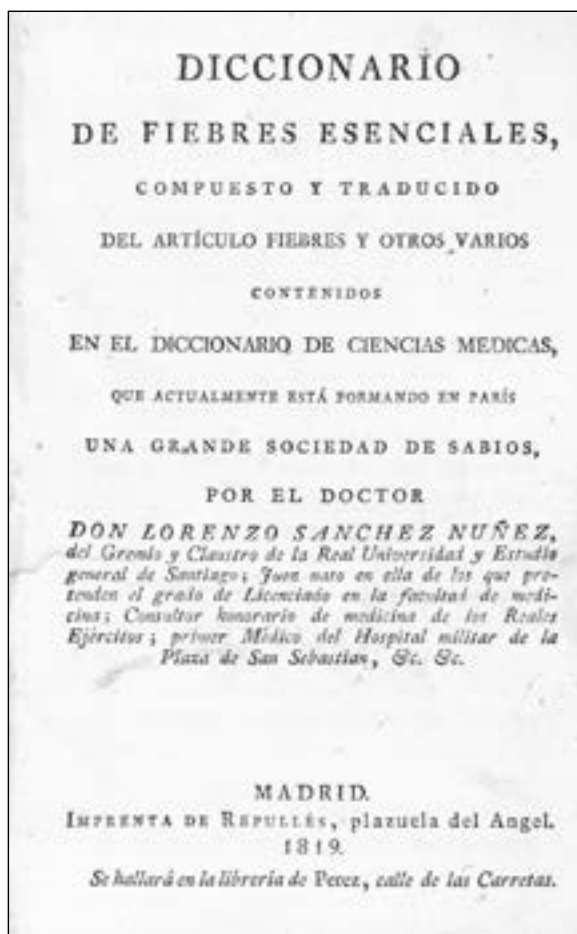 DICCIONARIO
DE FIEBRES ESENCIALES,
COMPUESTO Y TRADUCIDO
DEL ARTÍCULO FIEBRES Y OTROS VARIOS
CONTENIDOS
EN EL DICCIONARIO DE CIENCIAS MEDICAS,
QUE ACTUALMENTE ESTÁ FORMANDO EN PARÍS
UNA GRANDE SOCIEDAD DE SABIOS,
POR EL DOCTOR
DON LORENZO SANCHEZ NUÑEZ,
del Gremio y Claustro de la Real Universidad y Estudio
general de Santiago; Juez nato en ella de los que pre-
tenden el grado de Licenciado en la facultad de medi-
cina; Consultor honorario de medicina de los Reales
Ejércitos; primer Médico del Hospital militar de la
Plaza de San Sebastian, &c. &c.
MADRID.
IMPRENTA DE REPULLÉS, plazuela del Angel.
1819.
Se hallará en la librería de Perez, calle de las Carretas.